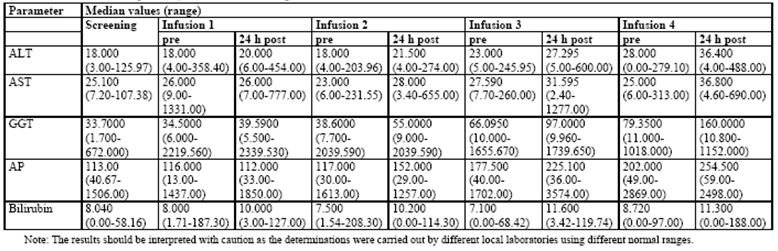 Parameter Median values (range)
Screening Infusion 1 Infusion 2 Infusion 3 Infusion 4
pre 24 h post pre 24 h post pre 24 h post pre 24 h post
ALT 18.000 18.000 20.000 18.000 21.500 23.000 27.295 28.000 36.400
(3.00-125.97) (4.00-358.40) (6.00-454.00) (4.00-203.96) (4.00-274.00) (5.00-245.95) (5.00-600.00) (0.00-279.10) (4.00-488.00)
AST 25.100 26.000 26.000 23.000 28.000 27.590 31.595 25.000 36.800
(7.20-107.38) (9.00- (7.00-777.00) (6.00-231.55) (3.40-655.00) (7.70-260.00) (2.40- (6.00-313.00) (4.60-690.00)
1331.00) 1277.00)
GGT 33.7000 34.5000 39.5900 38.6000 55.0000 66.0950 97.0000 79.3500 160.0000
(1.700- (6.000- (5.500- (7.700- (9.000- (10.000- (9.960- (11.000- (10.800-
672.000) 2219.560) 2339.530) 2039.590) 2039.590) 1655.670) 1739.650) 1018.000) 1152.000)
AP 113.00 116.000 112.000 117.000 152.000 177.500 225.100 202.000 254.500
(40.67- (13.00- (33.00- (30.00- (29.00- (40.00- (36.00- (49.00- (59.00-
1506.00) 1437.00) 1850.00) 1613.00) 1257.00) 1702.00) 3574.00) 2869.00) 2498.00)
Bilirubin 8.040 8.000 10.000 7.500 10.200 7.100 11.600 8.720 11.300
(0.00-58.16) (1.71-187.30) (3.00-127.00) (1.54-208.30) (0.00-114.30) (0.00-68.42) (3.42-119.74) (0.00-97.00) (0.00-188.00)
Note: The results should be interpreted with caution as the determinations were carried out by different local laboratories using different normal ranges.